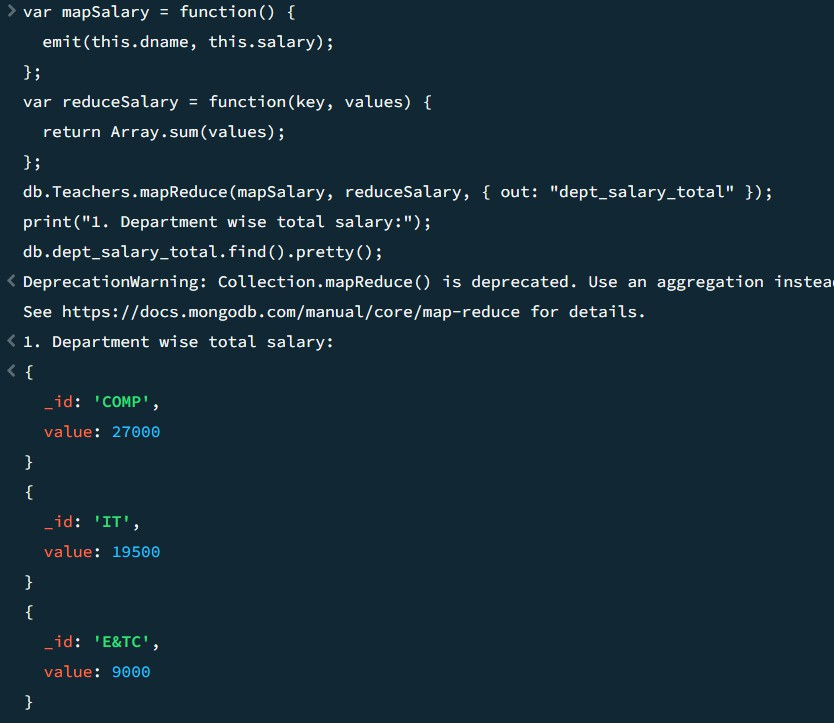 > var mapSalary = function() {
  emit(this.dname, this.salary);
};
var reduceSalary = function(key, values) {
  return Array.sum(values);
};
db.Teachers.mapReduce(mapSalary, reduceSalary, { out: "dept_salary_total" });
print("1. Department wise total salary:");
db.dept_salary_total.find().pretty();
< DeprecationWarning: Collection.mapReduce() is deprecated. Use an aggregation instea
See https://docs.mongodb.com/manual/core/map-reduce for details.
< 1. Department wise total salary:
< {
  _id: 'COMP',
  value: 27000
}
{
  _id: 'IT',
  value: 19500
}
{
  _id: 'E&TC',
  value: 9000
}